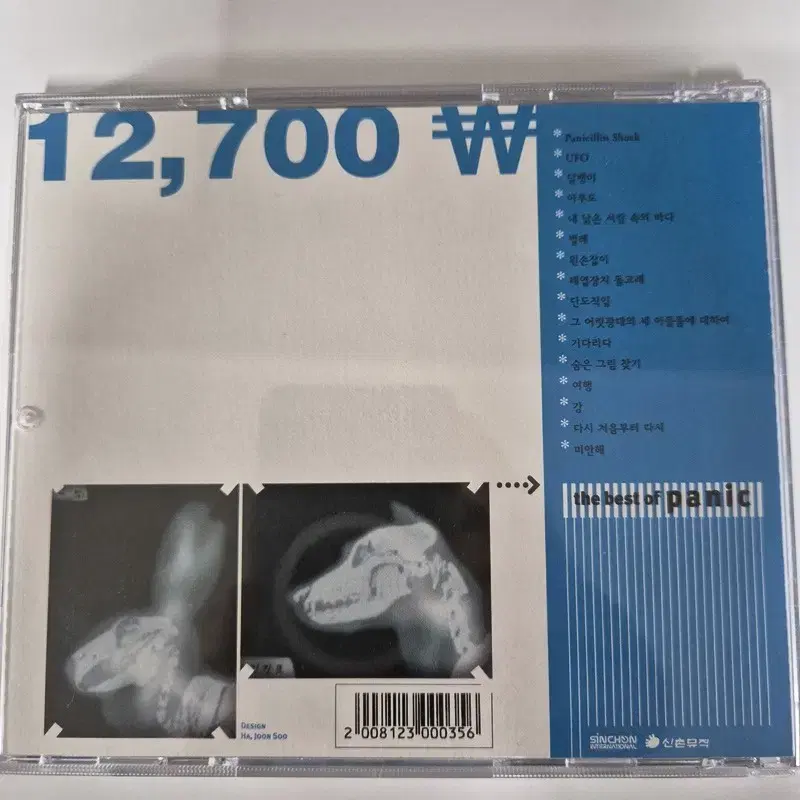 12,700 ₩
* Panicillin Shock
* UFO
* 달팽이
* 아무도
* 내 낡은 서랍 속의 바다
* 벌레
* 왼손잡이
* 태엽장치 돌고래
* 단도직입
* 그 어릿광대의 세 아들들에 대하여
* 기다리다
* 숨은 그림 찾기
* 여행
* 강
* 다시 처음부터 다시
* 미안해
the best of panic
DESIGN
HA, JOON SOO
2 008123 000356
SINCHON
INTERNATIONAL
신촌뮤직